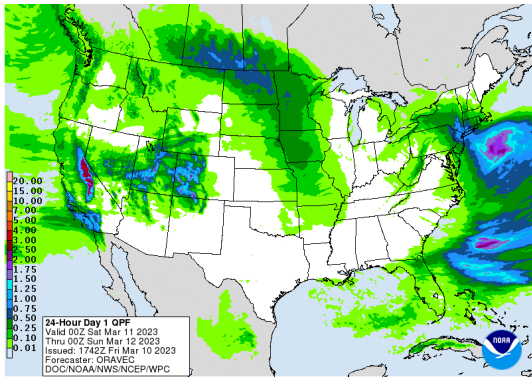 20.00
15.00
10.00
7.00
5.00
4.00
3.00
2.50
2.00
1.75
1.50
1.25
1.00
0.75
0.50
0.25
0.10
0.01
24-Hour Day 1 QPF
Valid 00Z Sat Mar 11 2023
Thru 00Z Sun Mar 12 2023
Issued: 1742Z Fri Mar 10 2023
Forecaster: ORAVEC
DOC/NOAA/NWS/NCEP/WPC
NOAA